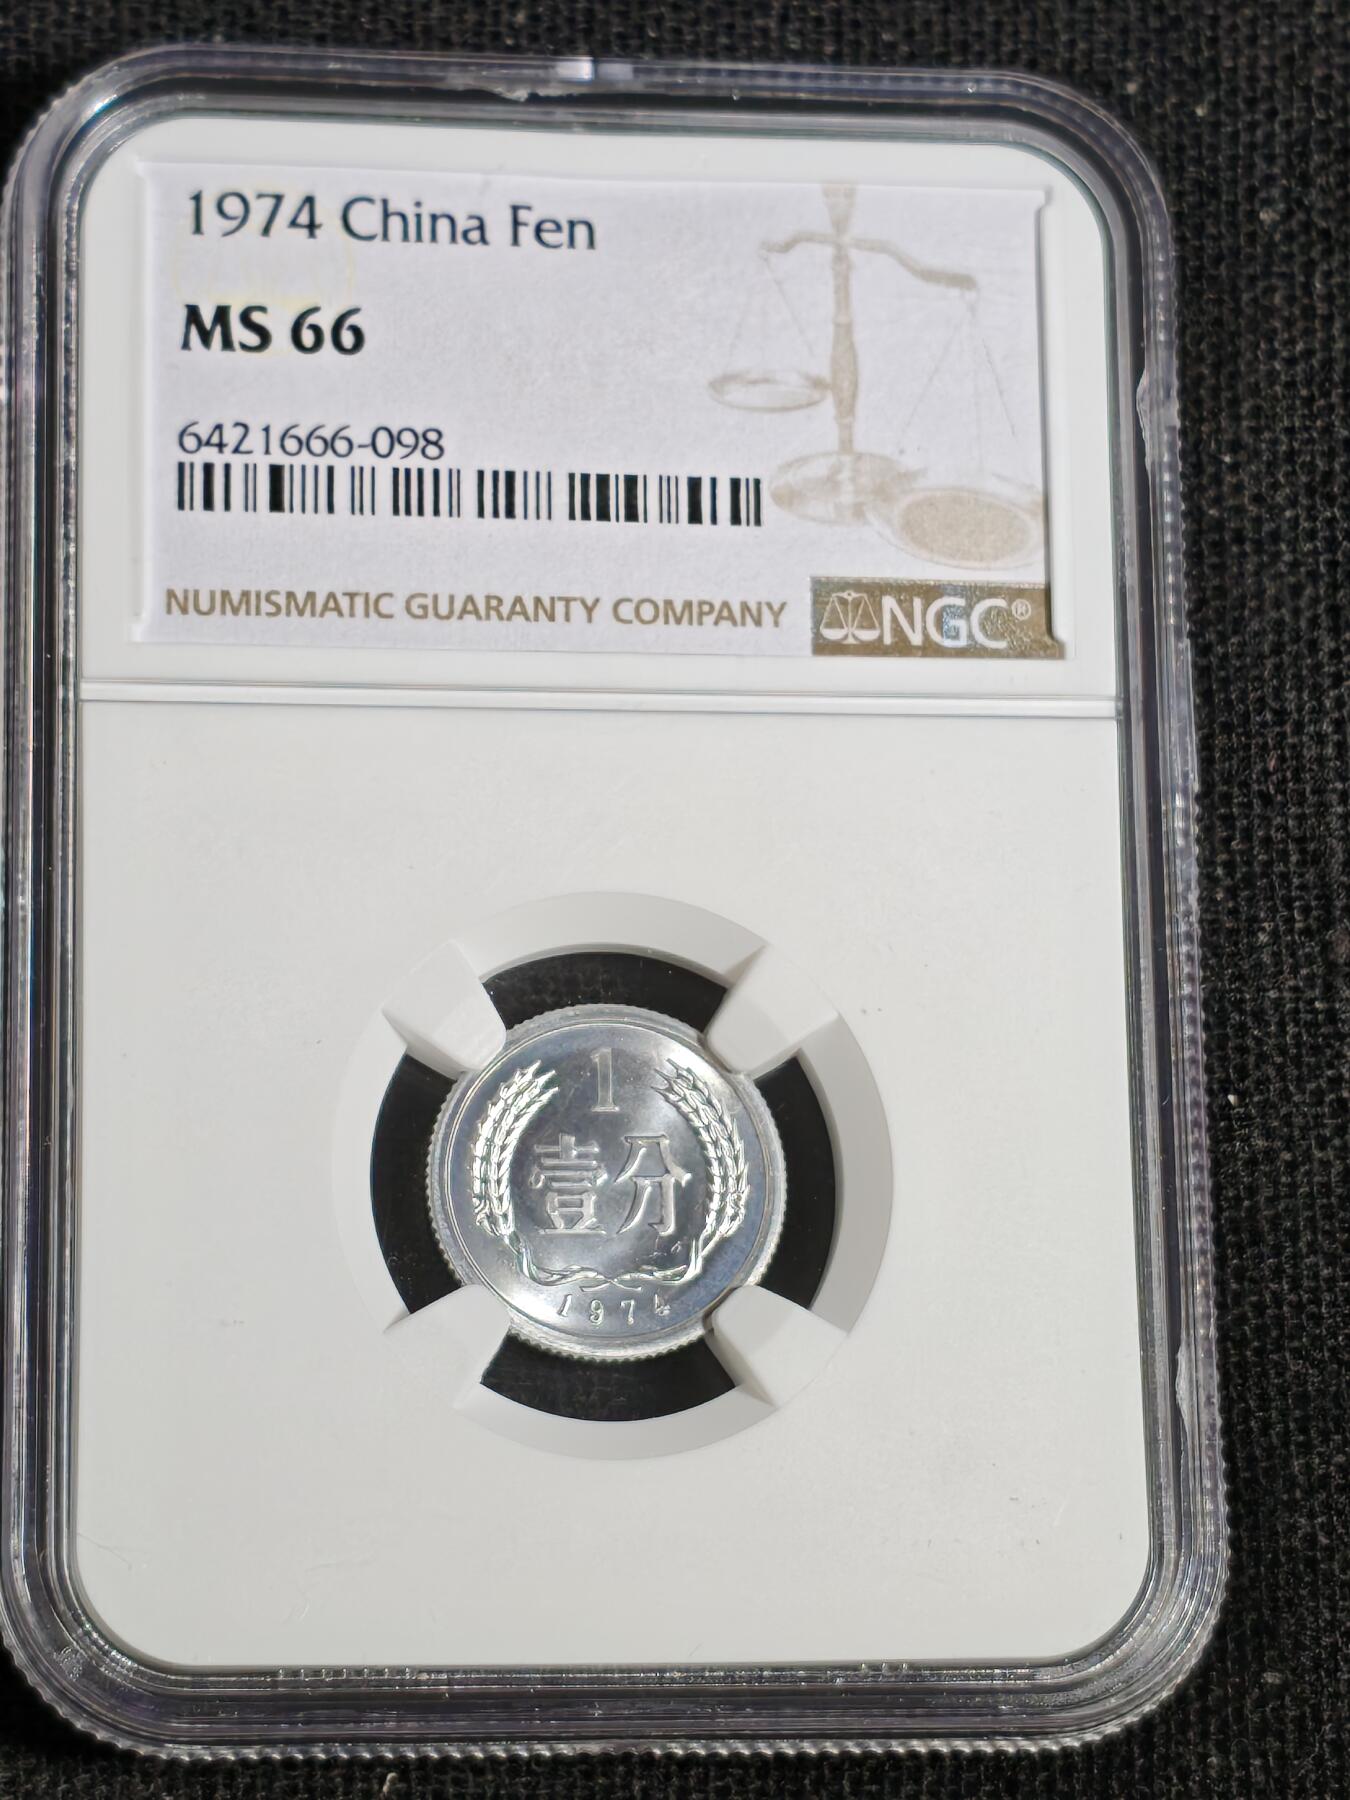 1974 China Fen
MS 66
6421666-098
NUMISMATIC GUARANTY COMPANY
NGC®
1
壹分
1974